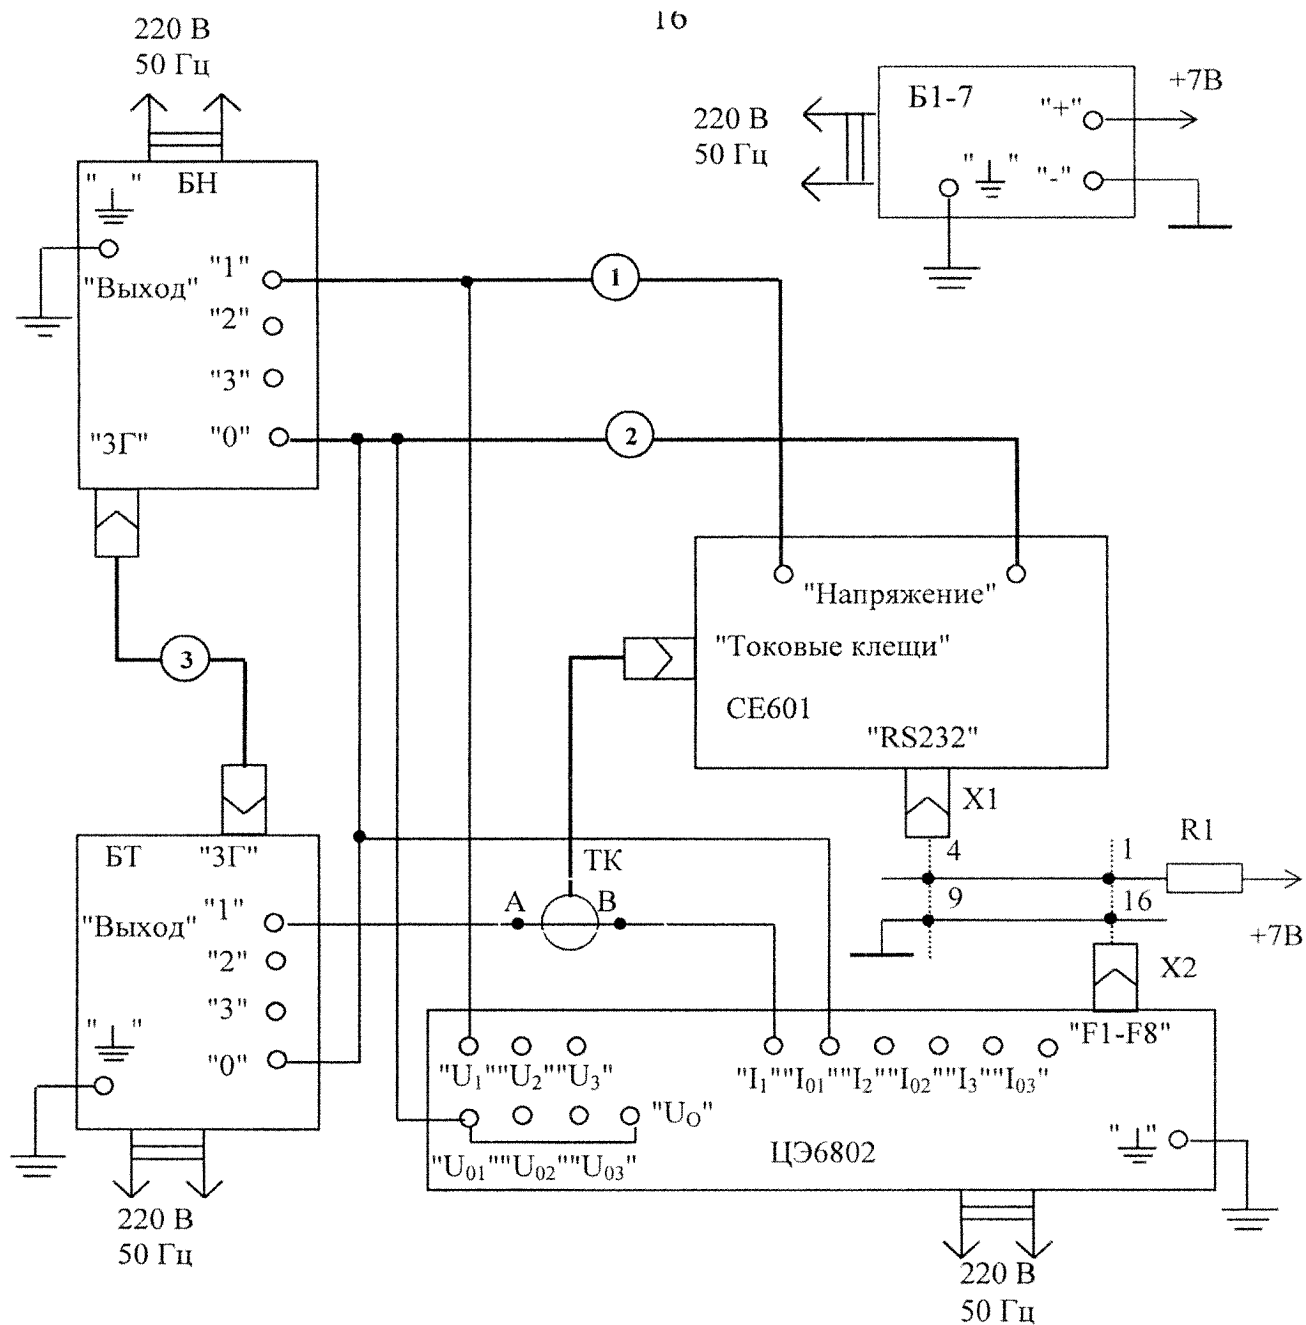 16
220 В
50 Гц
Б1-7
"+"
+7В
220 В
50 Гц
" "
"-"
" "
БН
"1"
"Выход"
"2"
"3"
"ЗГ"
"0"
1
2
3
"Напряжение"
"Токовые клещи"
СЕ601
"RS232"
X1
4
1
R1
9
16
+7В
X2
БТ
"ЗГ"
ТК
А
В
"1"
"Выход"
"2"
"3"
" "
"0"
"F1-F8"
"U1""U2""U3"
"I1""I01""I2""I02""I3""I03"
"UO"
"U01""U02""U03"
ЦЭ6802
" "
220 В
50 Гц
220 В
50 Гц